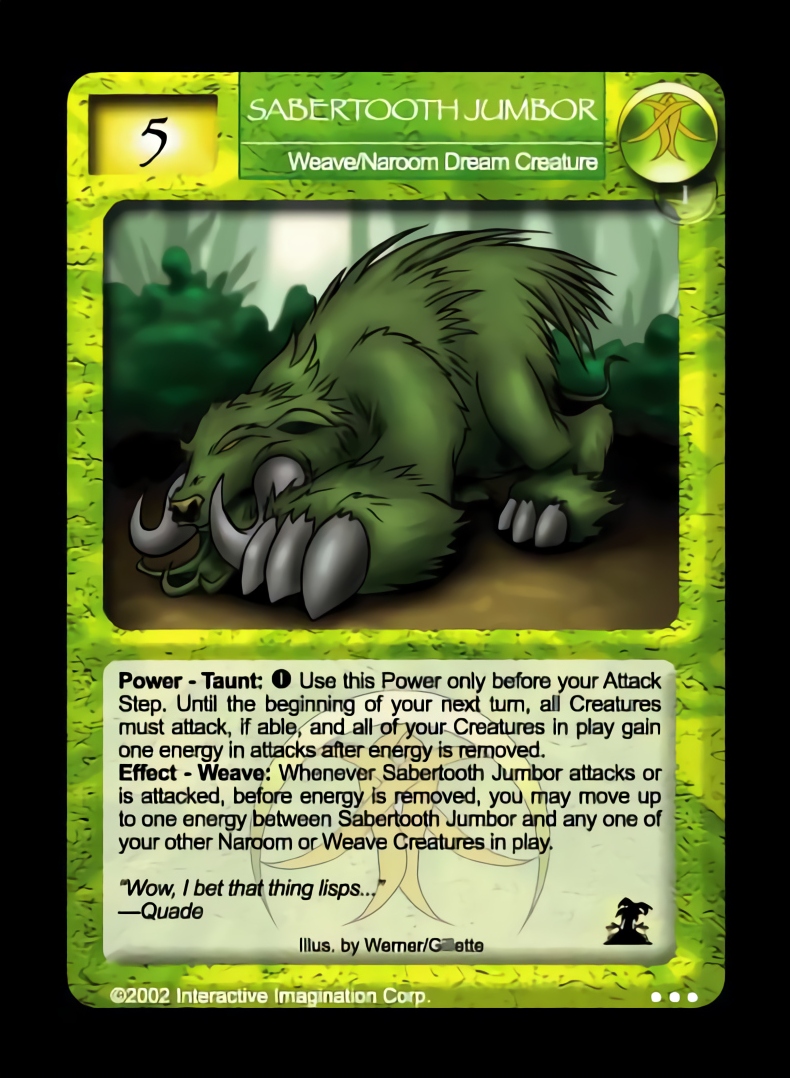 5
SABERTOOTH JUMBOR
Weave/Naroom Dream Creature
1
Power - Taunt: 1 Use this Power only before your Attack
Step. Until the beginning of your next turn, all Creatures
must attack, if able, and all of your Creatures in play gain
one energy in attacks after energy is removed.
Effect - Weave: Whenever Sabertooth Jumbor attacks or
is attacked, before energy is removed, you may move up
to one energy between Sabertooth Jumbor and any one of
your other Naroom or Weave Creatures in play.
"Wow, I bet that thing lisps..."
—Quade
Illus. by
©2002 Interactive Imagination Corp.